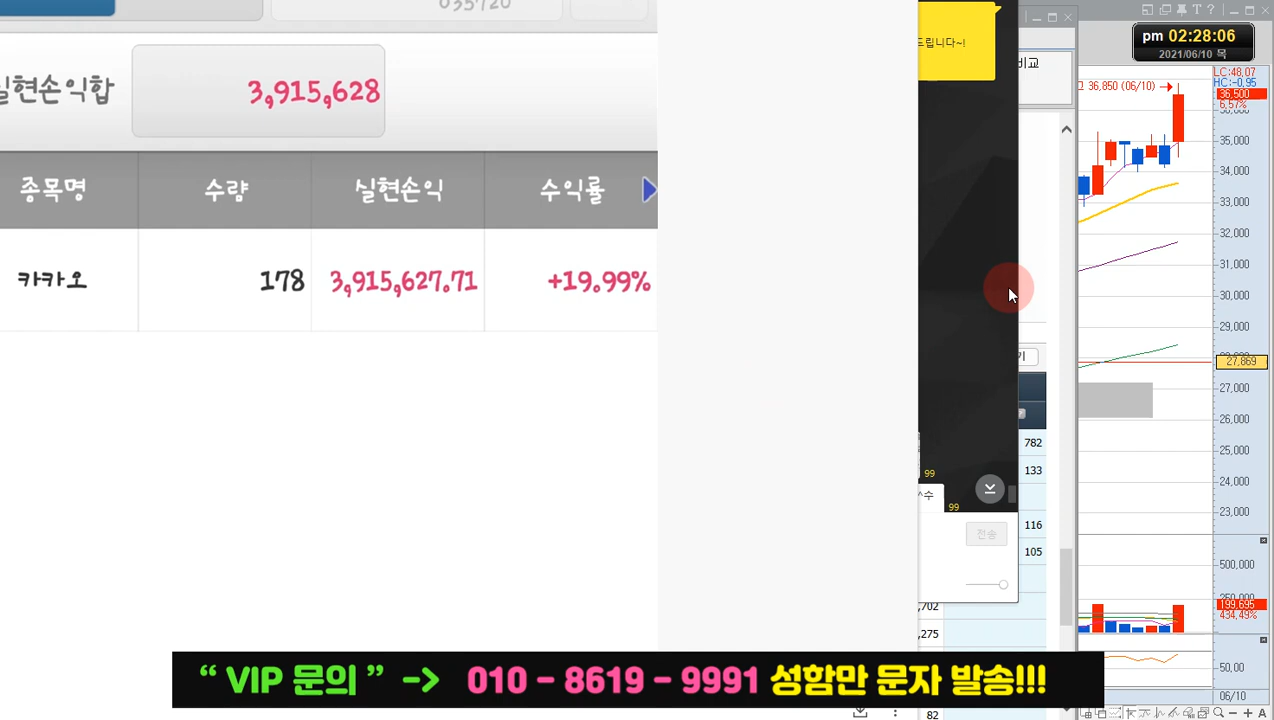 035720
실현손익합 3,915,628
종목명 수량 실현손익 수익률
카카오 178 3,915,627.71 +19.99%
드립니다~!
99
^수
99
전송
비교
기
782
133
116
105
,702
,275
82
pm 02:28:06
2021/06/10 목
LC:48,07
HC:-0,95
36,850 (06/10)
36,500
6,57%
35,000
34,000
33,000
32,000
31,000
30,000
29,000
27,869
27,000
26,000
25,000
24,000
23,000
500,000
199,695
434,49%
50,00
06/10
“ VIP 문의 ” -> 010 - 8619 - 9991 성함만 문자 발송!!!